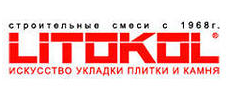 строительные смеси с 1968г.
LITOKOL®
ИСКУССТВО УКЛАДКИ ПЛИТКИ И КАМНЯ